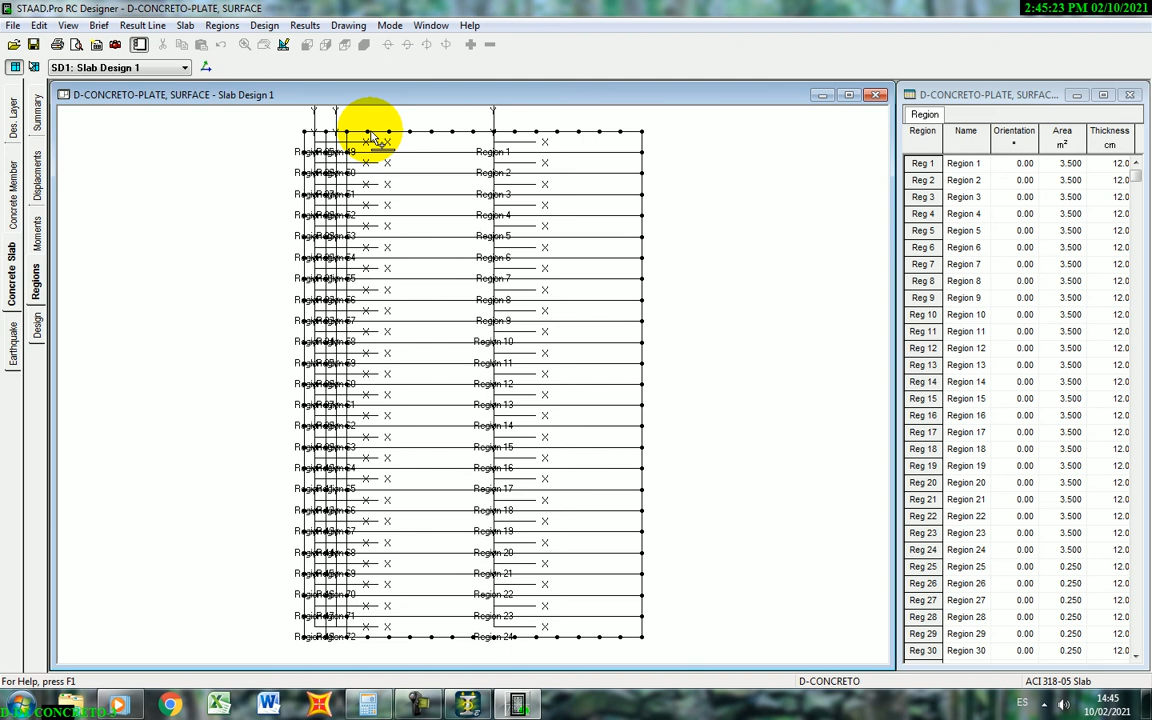 STAAD.Pro RC Designer - D-CONCRETO-PLATE, SURFACE
2:45:23 PM 02/10/2021
File Edit View Bref Result Line Slab Regions Design Results Drawing Mode Window Help
SD1: Slab Design 1
Des. Layer
Concrete Member
Concrete Slab
Earthquake
Summary
Displacments
Moments
Regions
Design
D-CONCRETO-PLATE, SURFACE - Slab Design 1
Y Y Y
X X X
Region 1
X X X
Region 2
X X X
Region 3
X X X
Region 4
X X X
Region 5
X X X
Region 6
X X X
Region 7
X X X
Region 8
X X X
Region 9
X X X
Region 10
X X X
Region 11
X X X
Region 12
X X X
Region 13
X X X
Region 14
X X X
Region 15
X X X
Region 16
X X X
Region 17
X X X
Region 18
X X X
Region 19
X X X
Region 20
X X X
Region 21
X X X
Region 22
X X X
Region 23
X X X
Region 24
D-CONCRETO-PLATE, SURFAC...
Region
Region Name Orientation Area Thickness
° m² cm
Reg 1 Region 1 0.00 3.500 12.0
Reg 2 Region 2 0.00 3.500 12.0
Reg 3 Region 3 0.00 3.500 12.0
Reg 4 Region 4 0.00 3.500 12.0
Reg 5 Region 5 0.00 3.500 12.0
Reg 6 Region 6 0.00 3.500 12.0
Reg 7 Region 7 0.00 3.500 12.0
Reg 8 Region 8 0.00 3.500 12.0
Reg 9 Region 9 0.00 3.500 12.0
Reg 10 Region 10 0.00 3.500 12.0
Reg 11 Region 11 0.00 3.500 12.0
Reg 12 Region 12 0.00 3.500 12.0
Reg 13 Region 13 0.00 3.500 12.0
Reg 14 Region 14 0.00 3.500 12.0
Reg 15 Region 15 0.00 3.500 12.0
Reg 16 Region 16 0.00 3.500 12.0
Reg 17 Region 17 0.00 3.500 12.0
Reg 18 Region 18 0.00 3.500 12.0
Reg 19 Region 19 0.00 3.500 12.0
Reg 20 Region 20 0.00 3.500 12.0
Reg 21 Region 21 0.00 3.500 12.0
Reg 22 Region 22 0.00 3.500 12.0
Reg 23 Region 23 0.00 3.500 12.0
Reg 24 Region 24 0.00 3.500 12.0
Reg 25 Region 25 0.00 0.250 12.0
Reg 26 Region 26 0.00 0.250 12.0
Reg 27 Region 27 0.00 0.250 12.0
Reg 28 Region 28 0.00 0.250 12.0
Reg 29 Region 29 0.00 0.250 12.0
Reg 30 Region 30 0.00 0.250 12.0
For Help, press F1
D-CONCRETO
ACI 318-05 Slab
ES
14:45
10/02/2021